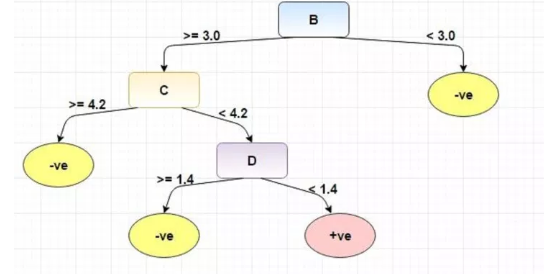 B
>= 3.0
< 3.0
C
-ve
>= 4.2
< 4.2
-ve
D
>= 1.4
< 1.4
-ve
+ve